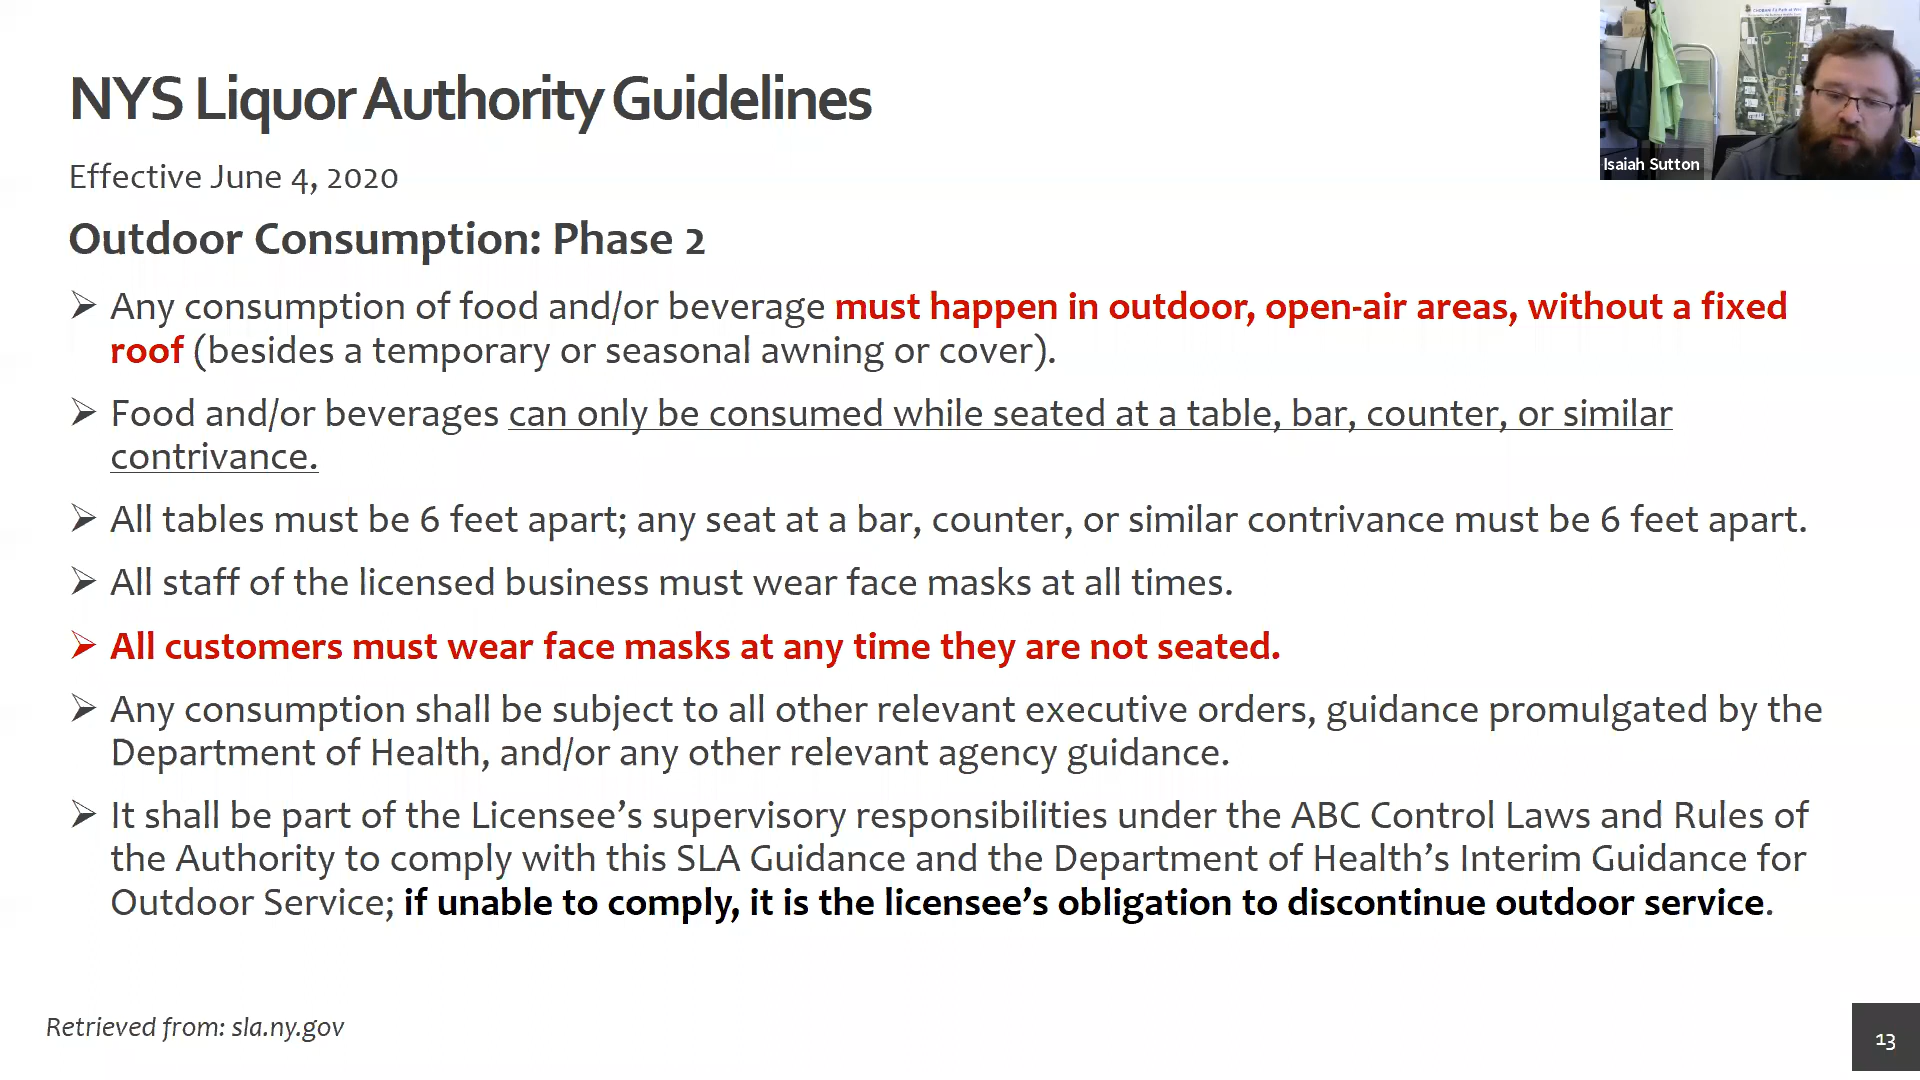 NYS Liquor Authority Guidelines
Isaiah Sutton
Effective June 4, 2020
Outdoor Consumption: Phase 2
➢ Any consumption of food and/or beverage must happen in outdoor, open-air areas, without a fixed
roof (besides a temporary or seasonal awning or cover).
➢ Food and/or beverages can only be consumed while seated at a table, bar, counter, or similar
contrivance.
➢ All tables must be 6 feet apart; any seat at a bar, counter, or similar contrivance must be 6 feet apart.
➢ All staff of the licensed business must wear face masks at all times.
➢ All customers must wear face masks at any time they are not seated.
➢ Any consumption shall be subject to all other relevant executive orders, guidance promulgated by the
Department of Health, and/or any other relevant agency guidance.
➢ It shall be part of the Licensee’s supervisory responsibilities under the ABC Control Laws and Rules of
the Authority to comply with this SLA Guidance and the Department of Health’s Interim Guidance for
Outdoor Service; if unable to comply, it is the licensee’s obligation to discontinue outdoor service.
Retrieved from: sla.ny.gov
13